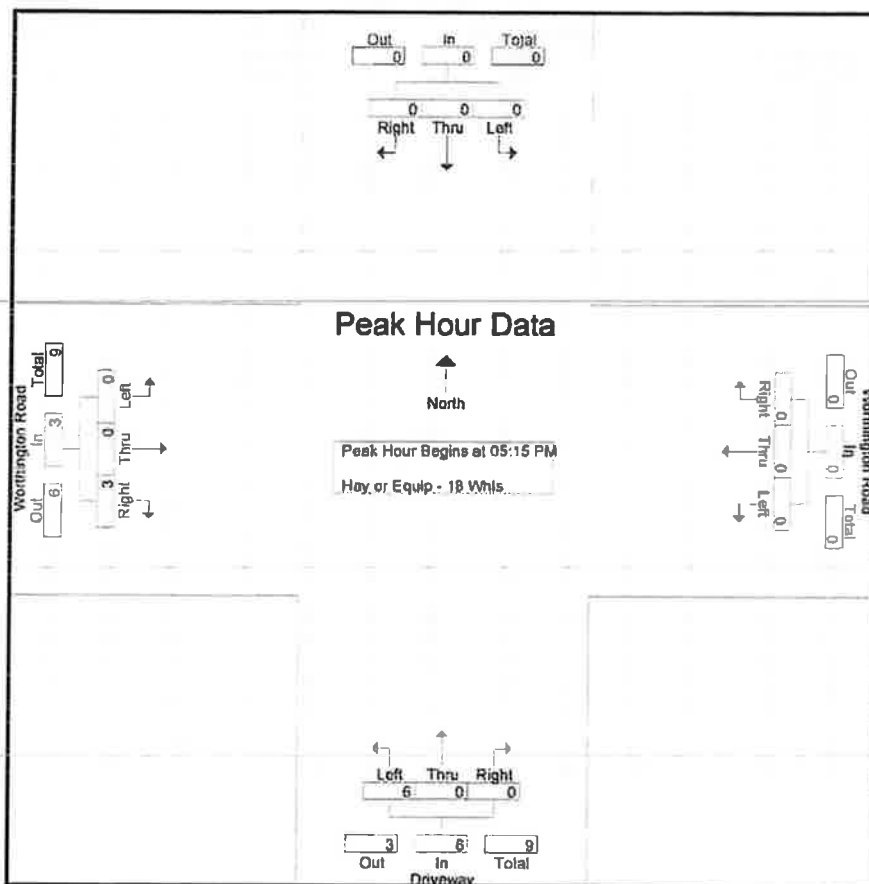 Out In Total
0 0 0
0 0 0
Right Thru Left
Peak Hour Data
North
Peak Hour Begins at 05:15 PM
Hay or Equip - 18 Whls
Worthington Road
Out In Total
6 3 9
Left Thru Right
0 0 3
Worthington Road
Out In Total
0 0 0
Right Thru Left
0 0 0
Left Thru Right
6 0 0
3 6 9
Out In Total
Driveway